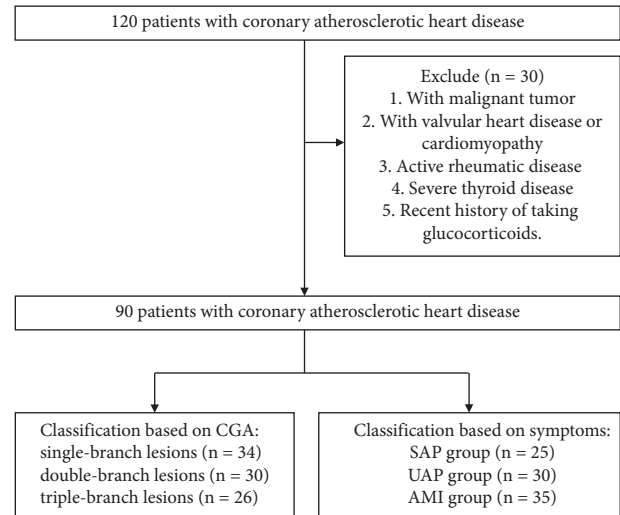 120 patients with coronary atherosclerotic heart disease
Exclude (n = 30)
1. With malignant tumor
2. With valvular heart disease or
cardiomyopathy
3. Active rheumatic disease
4. Severe thyroid disease
5. Recent history of taking
glucocorticoids.
90 patients with coronary atherosclerotic heart disease
Classification based on CGA:
single-branch lesions (n = 34)
double-branch lesions (n = 30)
triple-branch lesions (n = 26)
Classification based on symptoms:
SAP group (n = 25)
UAP group (n = 30)
AMI group (n = 35)